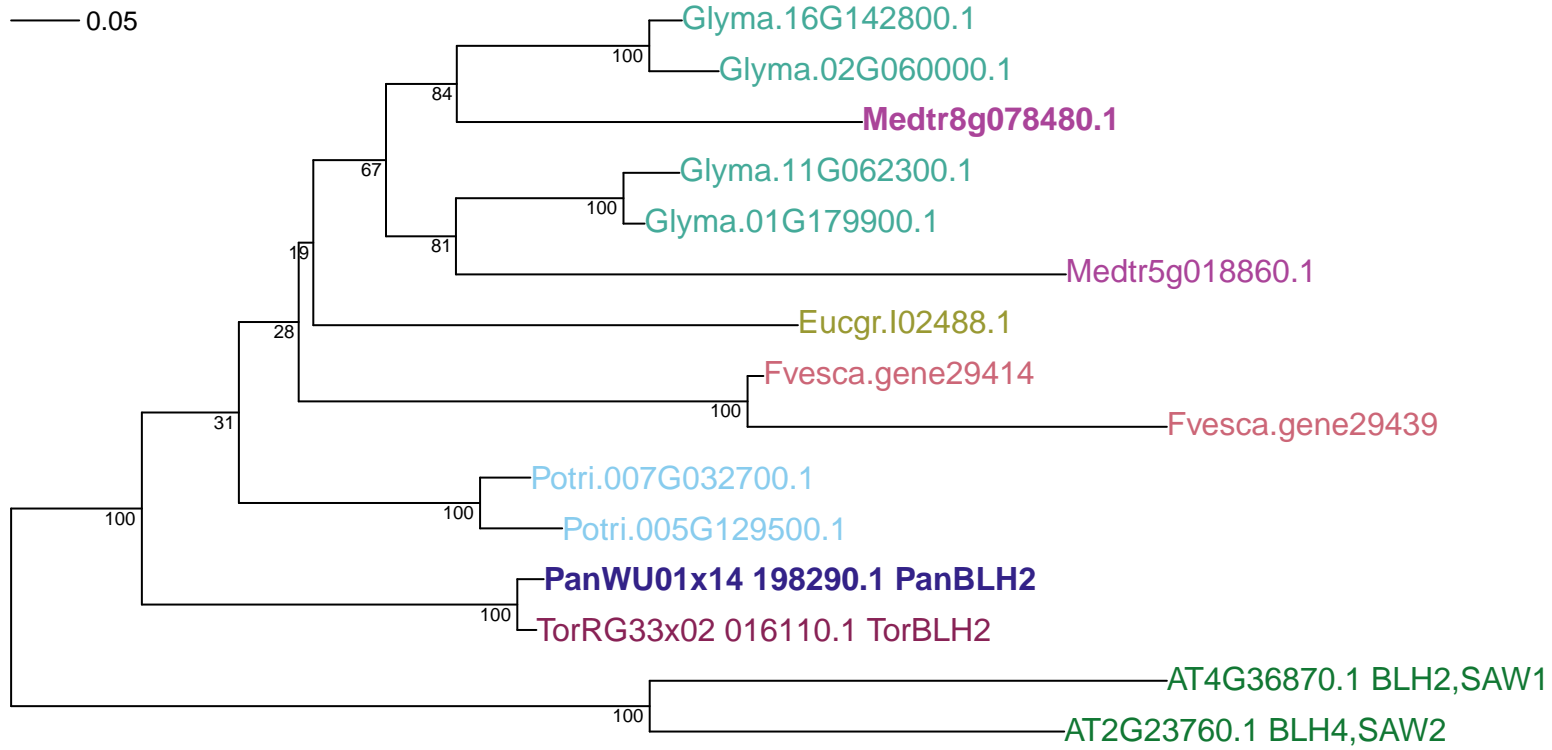 0.05
Glyma.16G142800.1
100
Glyma.02G060000.1
84
Medtr8g078480.1
67
Glyma.11G062300.1
100
Glyma.01G179900.1
81
19
Medtr5g018860.1
Eucgr.I02488.1
28
Fvesca.gene29414
100
31
Fvesca.gene29439
Potri.007G032700.1
100
100
Potri.005G129500.1
PanWU01x14 198290.1 PanBLH2
100
TorRG33x02 016110.1 TorBLH2
AT4G36870.1 BLH2,SAW1
100
AT2G23760.1 BLH4,SAW2